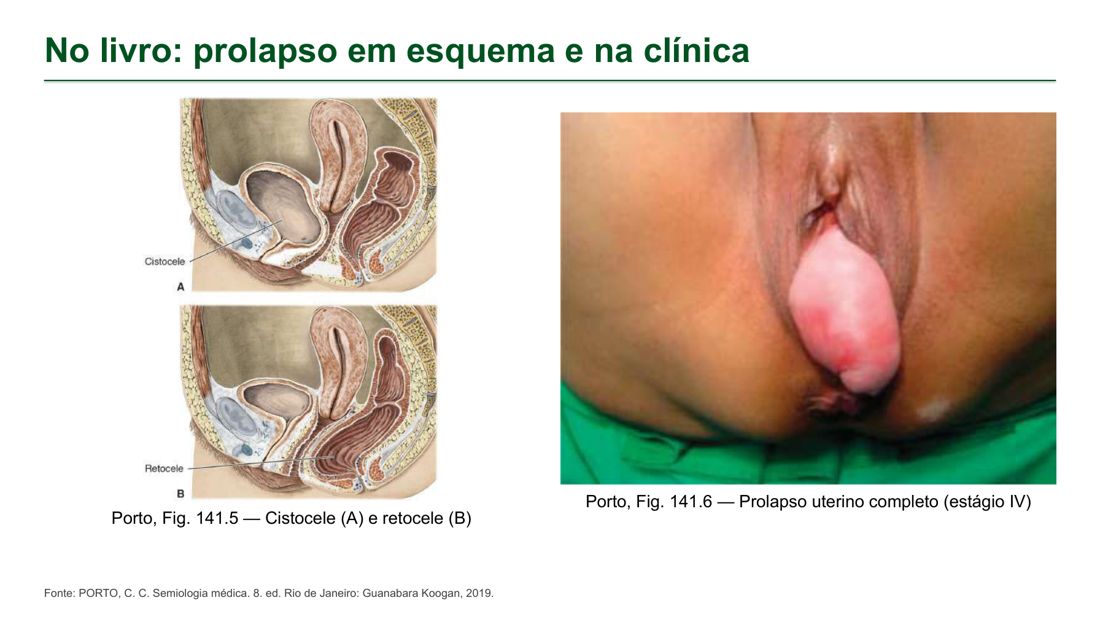 No livro: prolapso em esquema e na clínica
Cistocele
A
Retocele
B
Porto, Fig. 141.5 — Cistocele (A) e retocele (B)
Porto, Fig. 141.6 — Prolapso uterino completo (estágio IV)
Fonte: PORTO, C. C. Semiologia médica. 8. ed. Rio de Janeiro: Guanabara Koogan, 2019.